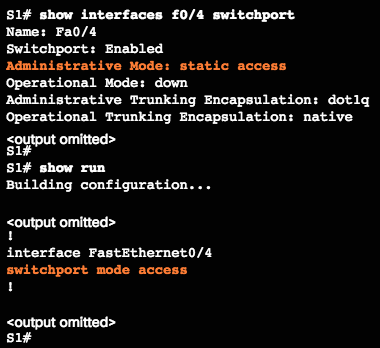 S1# show interfaces f0/4 switchport
Name: Fa0/4
Switchport: Enabled
Administrative Mode: static access
Operational Mode: down
Administrative Trunking Encapsulation: dot1q
Operational Trunking Encapsulation: native
<output omitted>
S1#
S1# show run
Building configuration...
<output omitted>
!
interface FastEthernet0/4
switchport mode access
!
<output omitted>
S1#